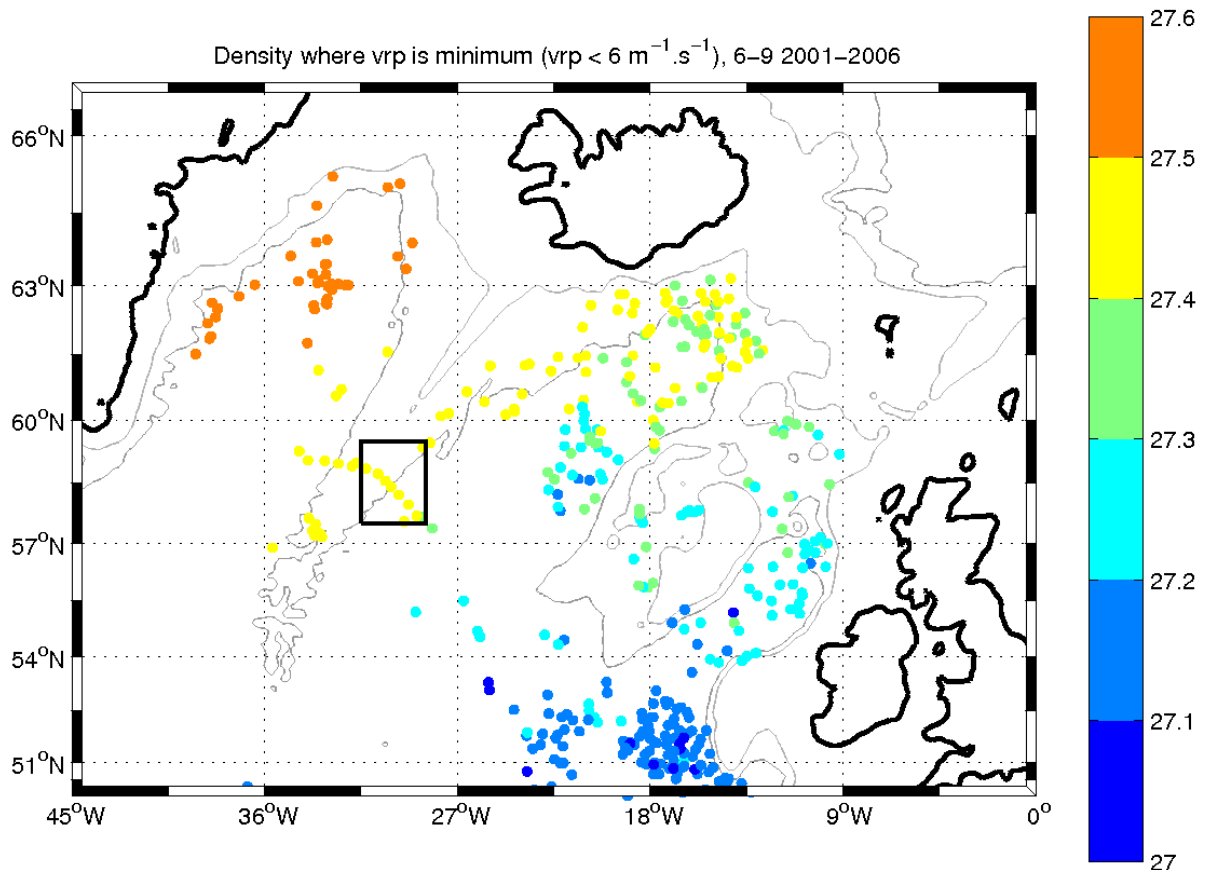 Density where vrp is minimum (vrp < 6 m⁻¹.s⁻¹), 6−9 2001−2006
66°N
63°N
60°N
57°N
54°N
51°N
45°W 36°W 27°W 18°W 9°W 0°
27.6
27.5
27.4
27.3
27.2
27.1
27